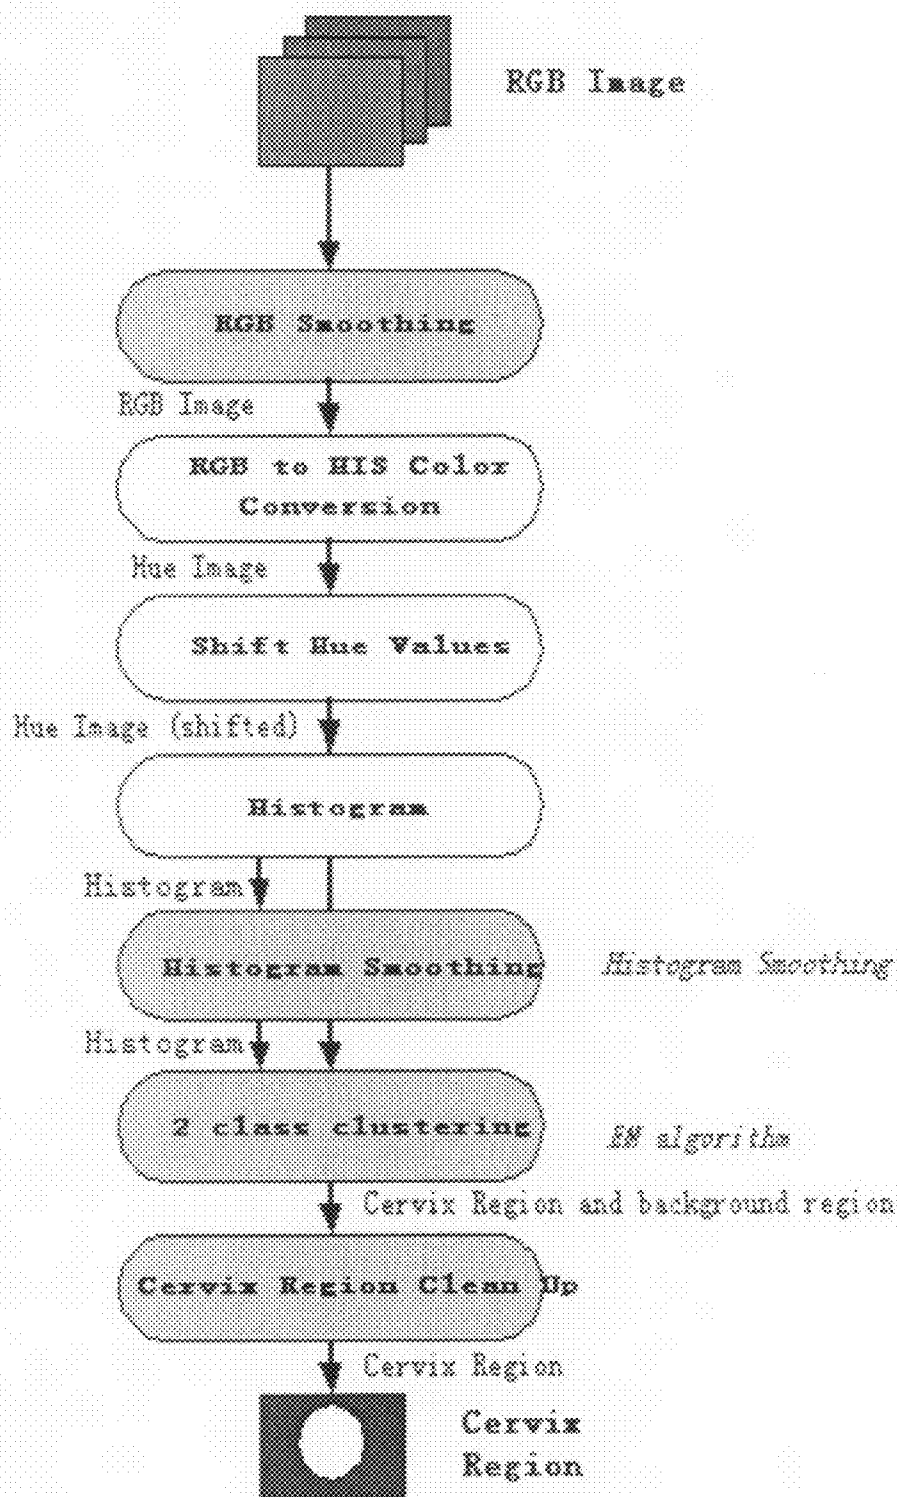 RGB Image
RGB Smoothing
RGB Image
RGB to HIS Color
Conversion
Hue Image
Shift Hue Values
Hue Image (shifted)
Histogram
Histogram
Histogram Smoothing
Histogram Smoothing
Histogram
2 class clustering
EM algorithm
Cervix Region and background region
Cervix Region Clean Up
Cervix Region
Cervix
Region